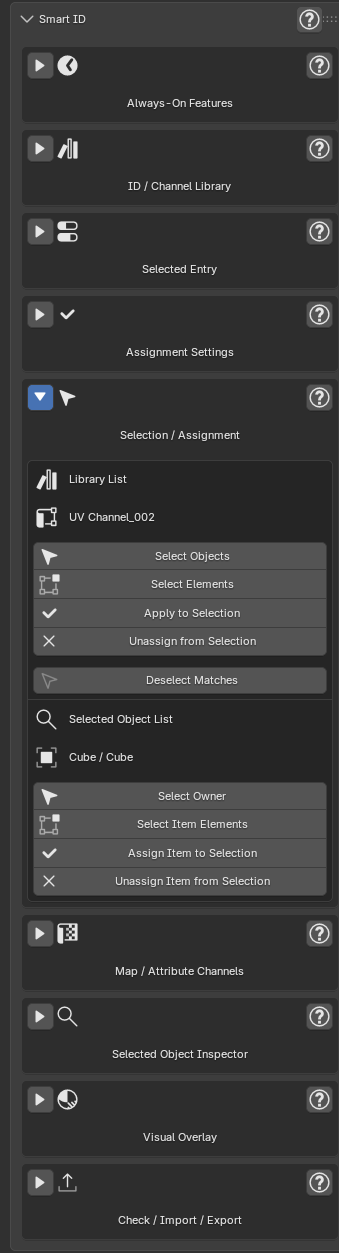 Smart ID
Always-On Features
ID / Channel Library
Selected Entry
Assignment Settings
Selection / Assignment
Library List
UV Channel_002
Select Objects
Select Elements
Apply to Selection
Unassign from Selection
Deselect Matches
Selected Object List
Cube / Cube
Select Owner
Select Item Elements
Assign Item to Selection
Unassign Item from Selection
Map / Attribute Channels
Selected Object Inspector
Visual Overlay
Check / Import / Export